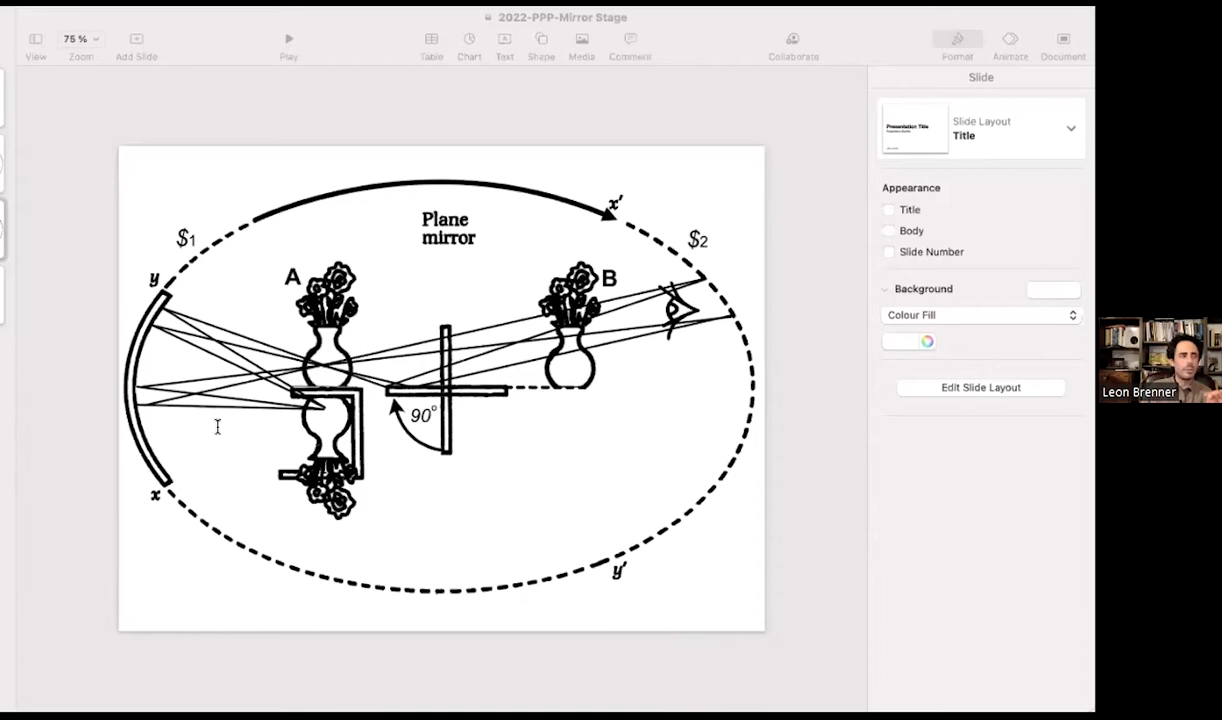 2022-PPP-Mirror Stage
75 %
View
Zoom
Add Slide
Play
Table
Chart
Text
Shape
Media
Comment
Collaborate
Format
Animate
Document
Slide
Presentation Title
Slide Layout
Title
Appearance
Title
Body
Slide Number
Background
Colour Fill
Edit Slide Layout
x'
Plane
mirror
$1
$2
y
A
B
90°
x
y'
Leon Brenner